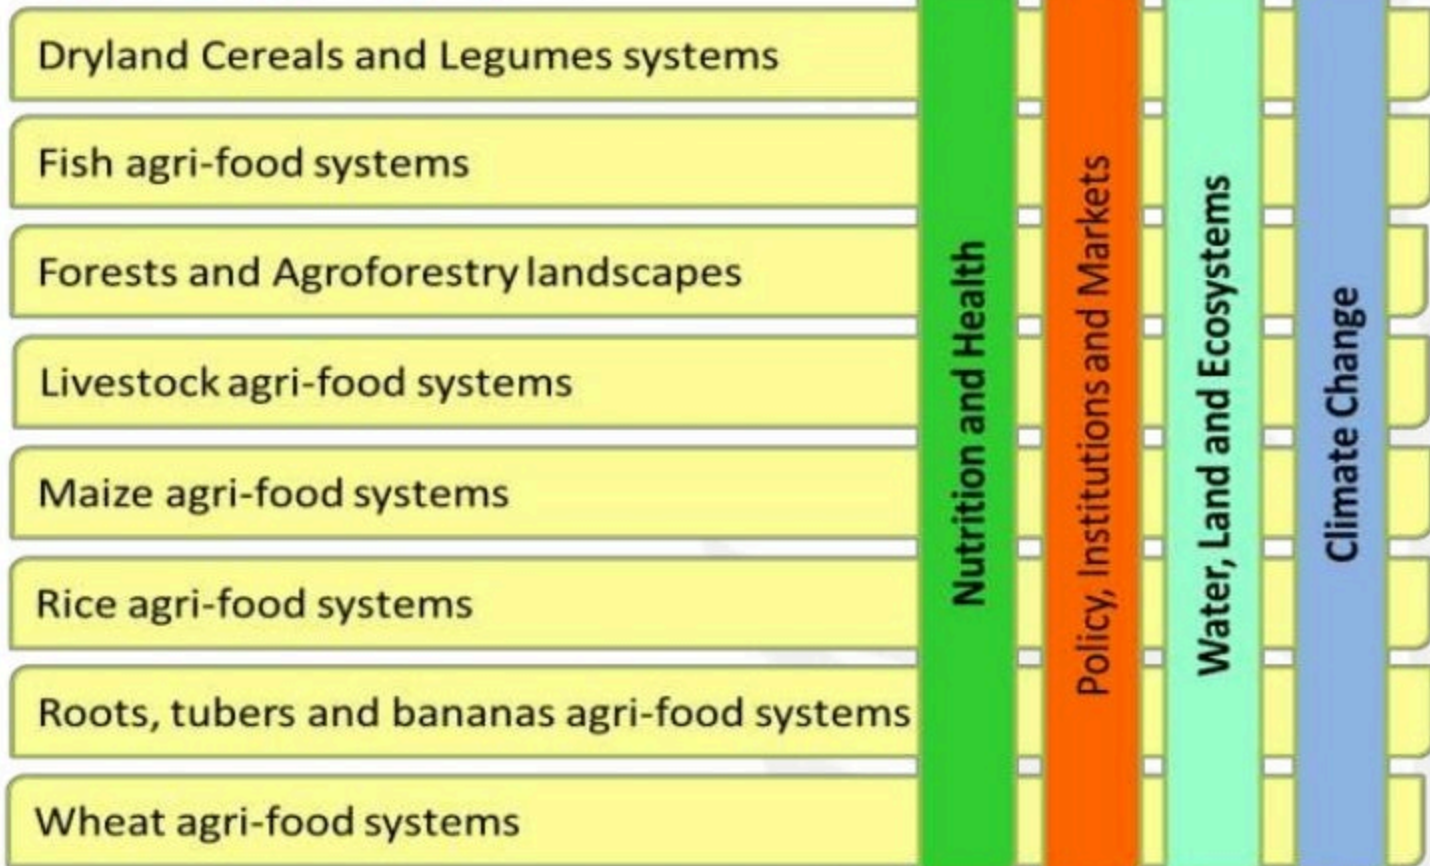 Dryland Cereals and Legumes systems
Fish agri-food systems
Forests and Agroforestry landscapes
Livestock agri-food systems
Maize agri-food systems
Rice agri-food systems
Roots, tubers and bananas agri-food systems
Wheat agri-food systems
Nutrition and Health
Policy, Institutions and Markets
Water, Land and Ecosystems
Climate Change